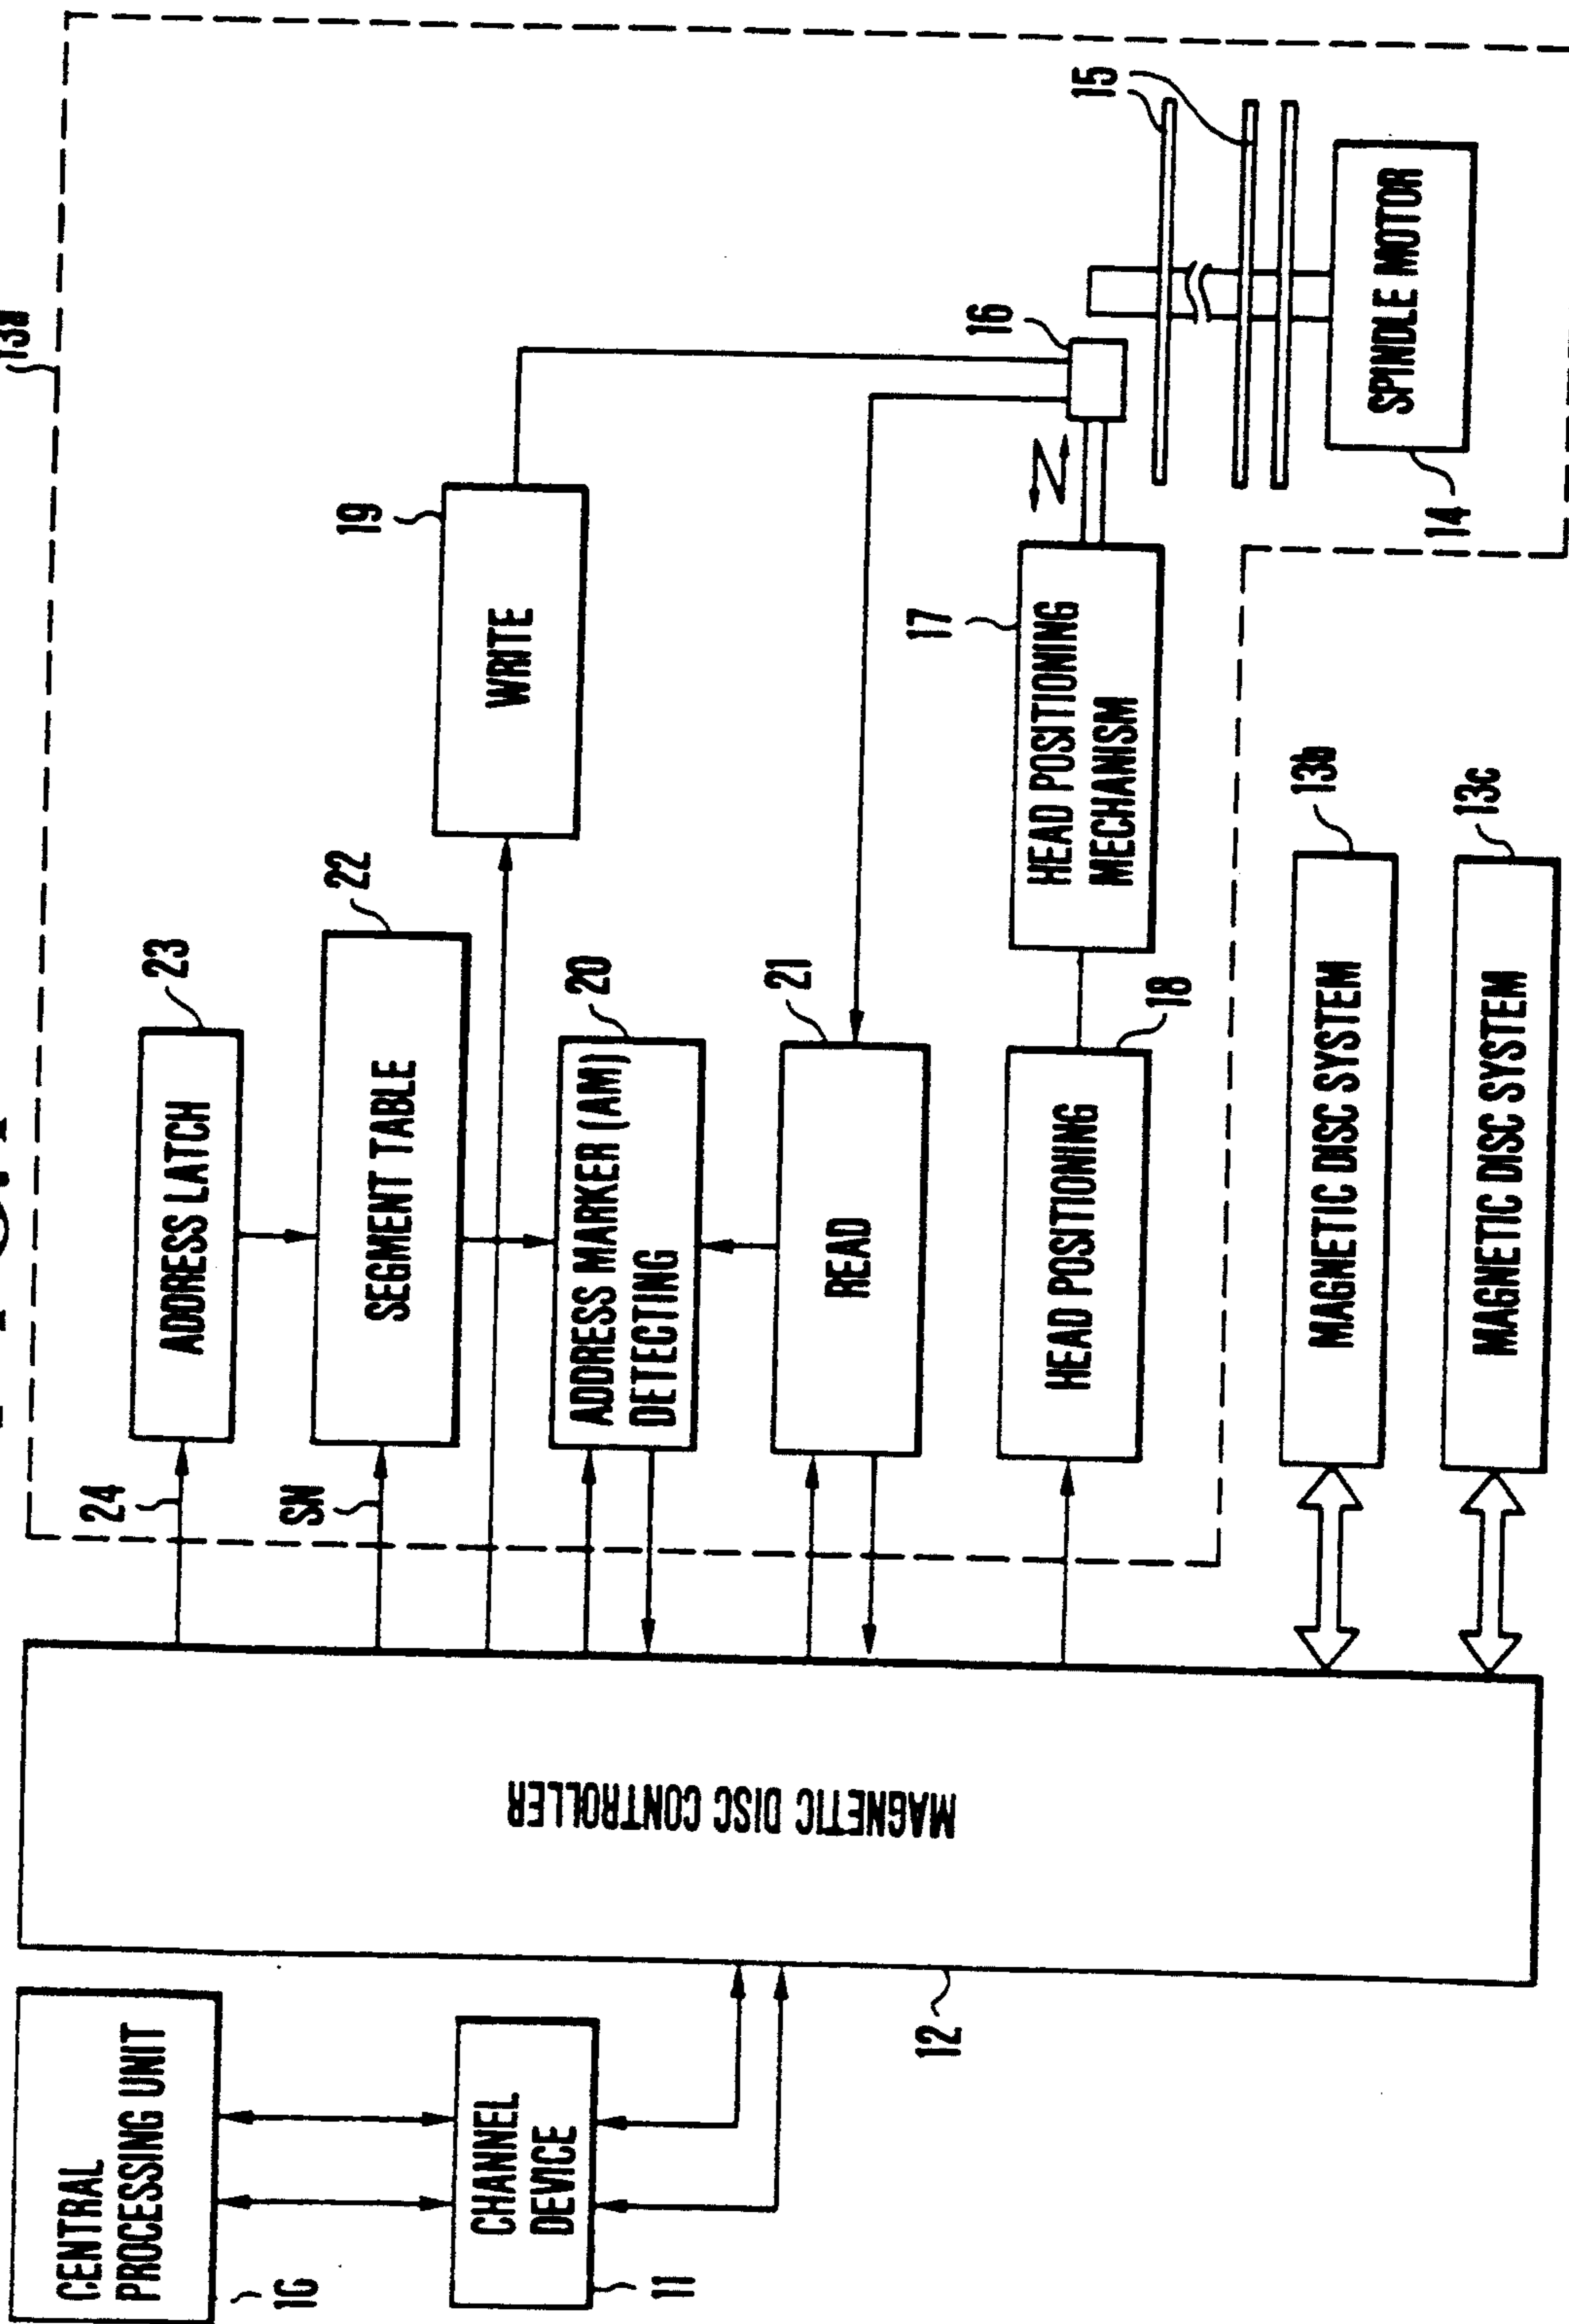 13a
CENTRAL
PROCESSING UNIT
10
CHANNEL
DEVICE
11
MAGNETIC DISC CONTROLLER
12
24
ADDRESS LATCH
23
SN
SEGMENT TABLE
22
WRITE
19
ADDRESS MARKER (AM)
DETECTING
20
READ
21
HEAD POSITIONING
18
HEAD POSITIONING
MECHANISM
17
16
15
SPINDLE MOTOR
14
MAGNETIC DISC SYSTEM
13b
MAGNETIC DISC SYSTEM
13c